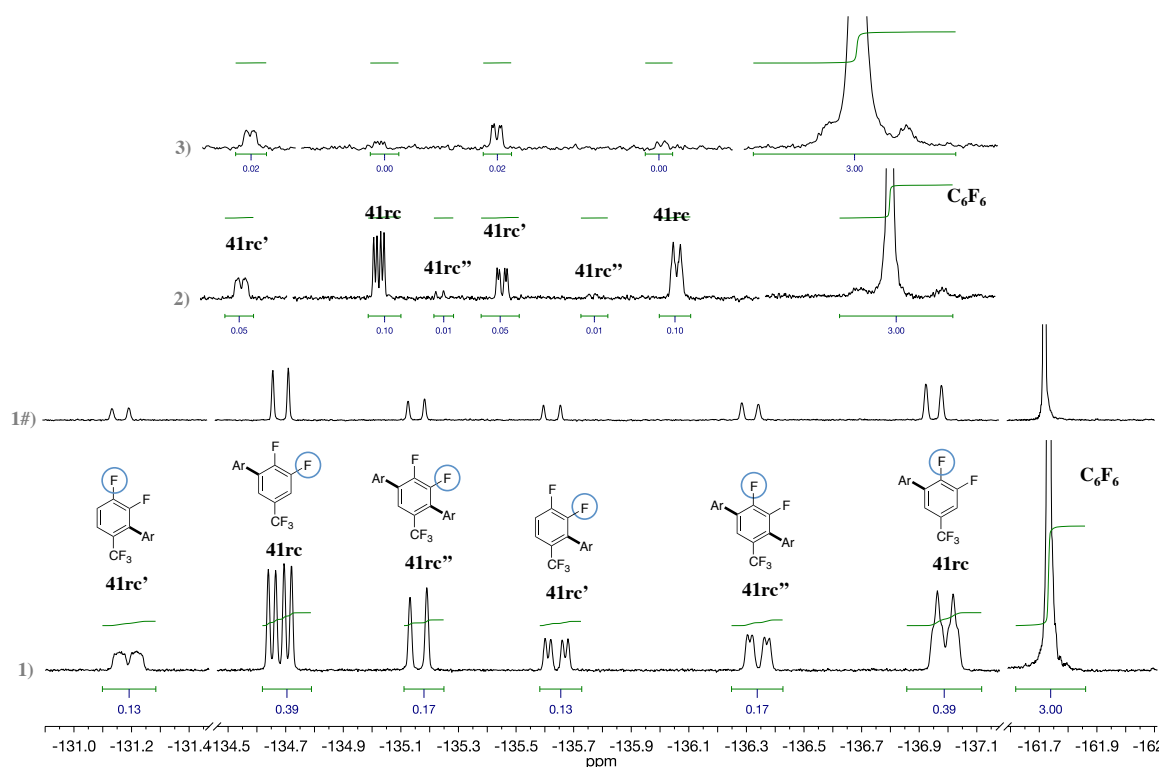 3)
0.02
0.00
0.02
0.00
3.00
41rc'
41rc
41rc"
41rc'
41rc"
41rc
C6F6
2)
0.05
0.10
0.01
0.05
0.01
0.10
3.00
1#)
F
F
Ar
CF3
41rc'
Ar
F
F
CF3
41rc
Ar
F
F
Ar
CF3
41rc"
F
F
Ar
CF3
41rc'
F
F
Ar
Ar
CF3
41rc"
F
Ar
F
CF3
41rc
C6F6
1)
0.13
0.39
0.17
0.13
0.17
0.39
3.00
-131.0 -131.2 -131.4 -134.5 -134.7 -134.9 -135.1 -135.3 -135.5 -135.7 -135.9 -136.1 -136.3 -136.5 -136.7 -136.9 -137.1 -161.7 -161.9
ppm